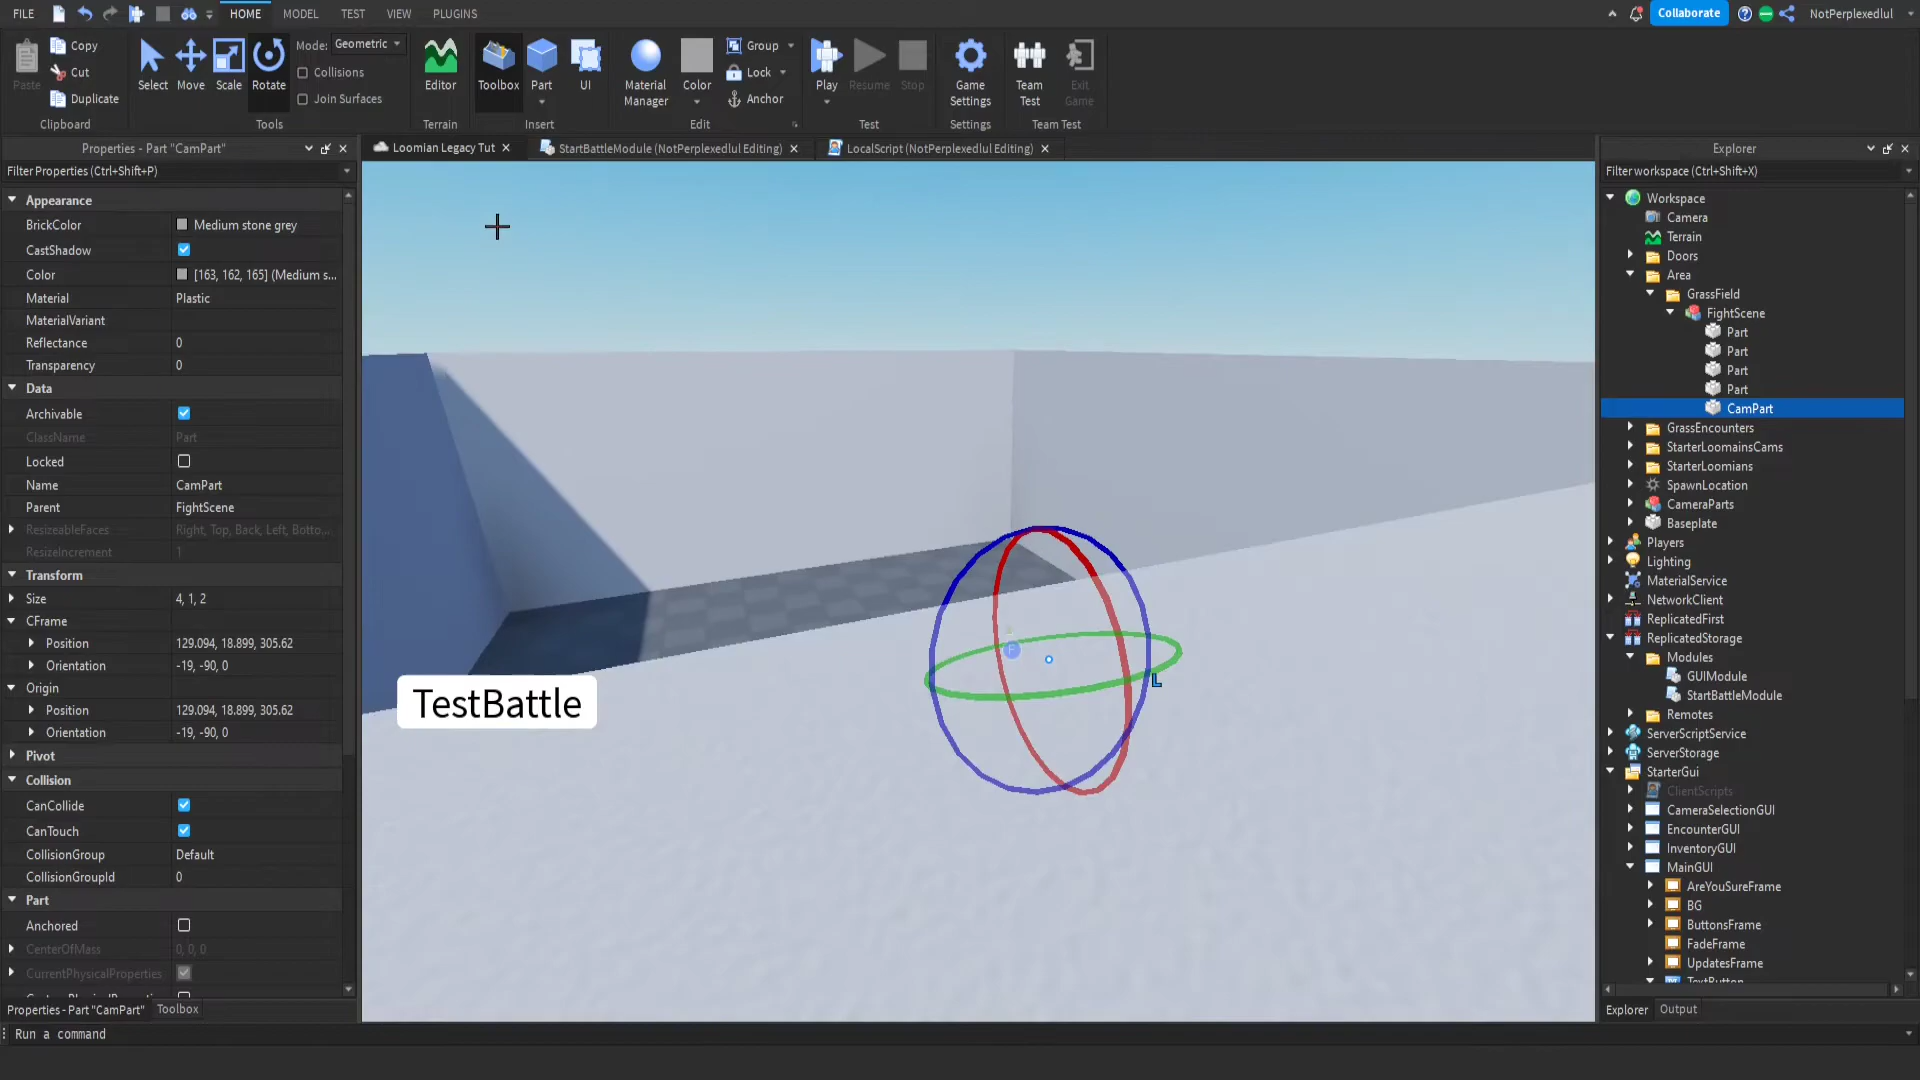 FILE
HOME
MODEL
TEST
VIEW
PLUGINS
Collaborate
NotPerplexedlul
Paste
Copy
Cut
Duplicate
Clipboard
Select
Move
Scale
Rotate
Mode: Geometric
Collisions
Join Surfaces
Tools
Editor
Terrain
Toolbox
Part
UI
Insert
Material Manager
Color
Group
Lock
Anchor
Edit
Play
Resume
Stop
Test
Game Settings
Settings
Team Test
Exit Game
Team Test
Properties - Part "CamPart"
Loomian Legacy Tut
StartBattleModule (NotPerplexedlul Editing)
LocalScript (NotPerplexedlul Editing)
Explorer
Filter Properties (Ctrl+Shift+P)
Appearance
BrickColor Medium stone grey
CastShadow
Color [163, 162, 165] (Medium s...
Material Plastic
MaterialVariant
Reflectance 0
Transparency 0
Data
Archivable
ClassName Part
Locked
Name CamPart
Parent FightScene
ResizeableFaces Right, Top, Back, Left, Botto...
ResizeIncrement 1
Transform
Size 4, 1, 2
CFrame
Position 129.094, 18.899, 305.62
Orientation -19, -90, 0
Origin
Position 129.094, 18.899, 305.62
Orientation -19, -90, 0
Pivot
Collision
CanCollide
CanTouch
CollisionGroup Default
CollisionGroupId 0
Part
Anchored
CenterOfMass 0, 0, 0
CurrentPhysicalProperties
Properties - Part "CamPart"
Toolbox
Run a command
TestBattle
L
Filter workspace (Ctrl+Shift+X)
Workspace
Camera
Terrain
Doors
Area
GrassField
FightScene
Part
Part
Part
Part
CamPart
GrassEncounters
StarterLoomainsCams
StarterLoomians
SpawnLocation
CameraParts
Baseplate
Players
Lighting
MaterialService
NetworkClient
ReplicatedFirst
ReplicatedStorage
Modules
GUIModule
StartBattleModule
Remotes
ServerScriptService
ServerStorage
StarterGui
ClientScripts
CameraSelectionGUI
EncounterGUI
InventoryGUI
MainGUI
AreYouSureFrame
BG
ButtonsFrame
FadeFrame
UpdatesFrame
Explorer
Output